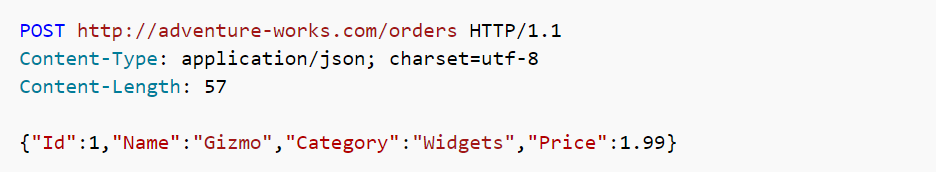 POST http://adventure-works.com/orders HTTP/1.1
Content-Type: application/json; charset=utf-8
Content-Length: 57

{"Id":1,"Name":"Gizmo","Category":"Widgets","Price":1.99}